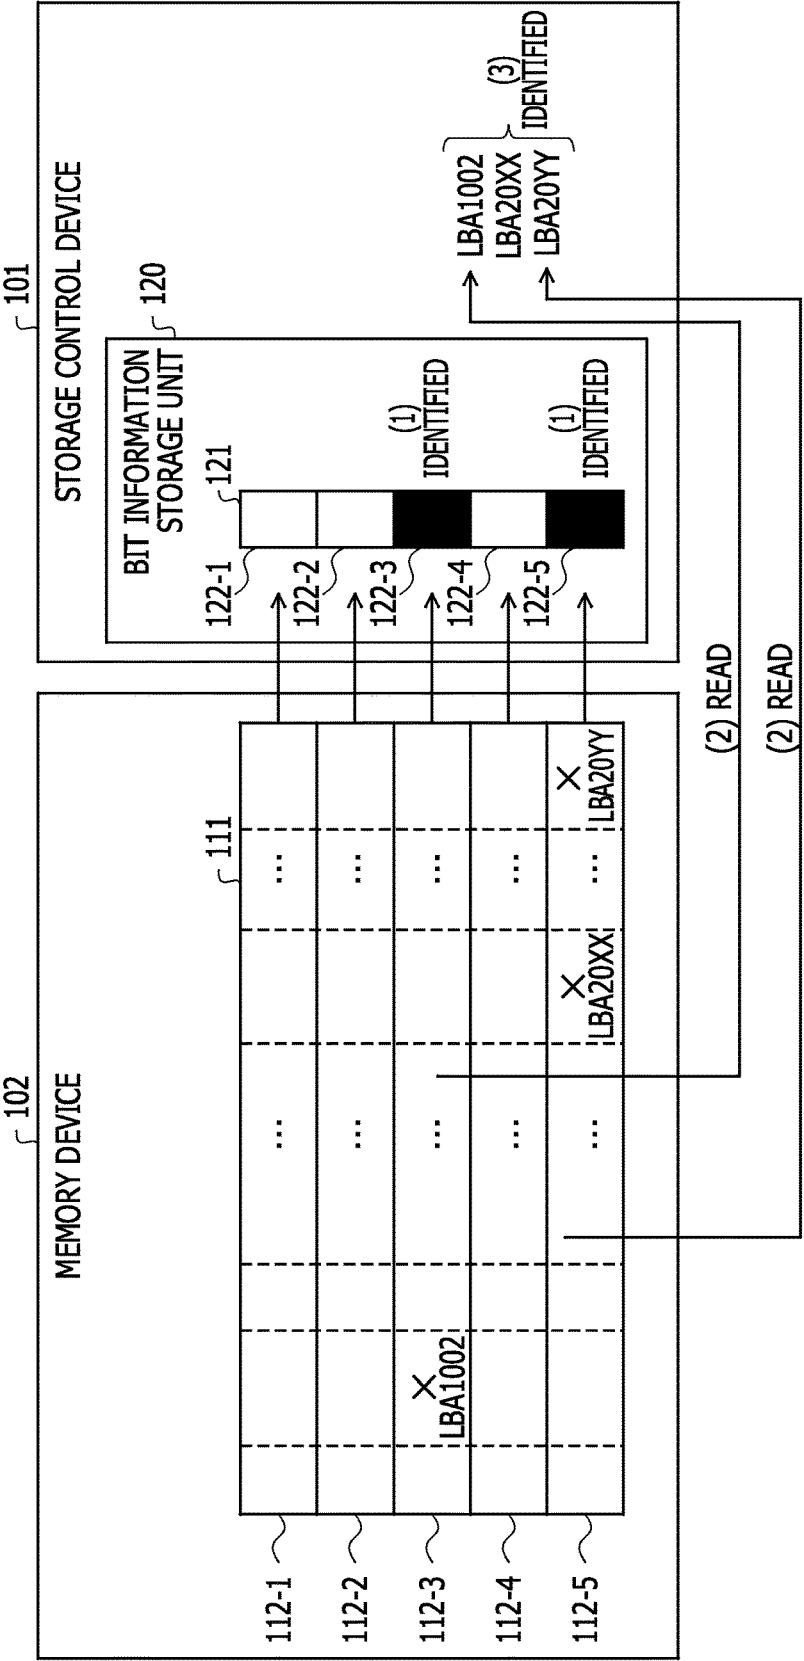 102
MEMORY DEVICE
111
112-1
...
...
112-2
...
...
112-3
×
LBA1002
...
...
112-4
...
...
112-5
...
×
LBA20XX
...
×
LBA20YY
(2) READ
(2) READ
101
STORAGE CONTROL DEVICE
120
BIT INFORMATION
STORAGE UNIT
121
122-1
122-2
122-3
(1)
IDENTIFIED
122-4
122-5
(1)
IDENTIFIED
LBA1002
LBA20XX
LBA20YY
(3)
IDENTIFIED